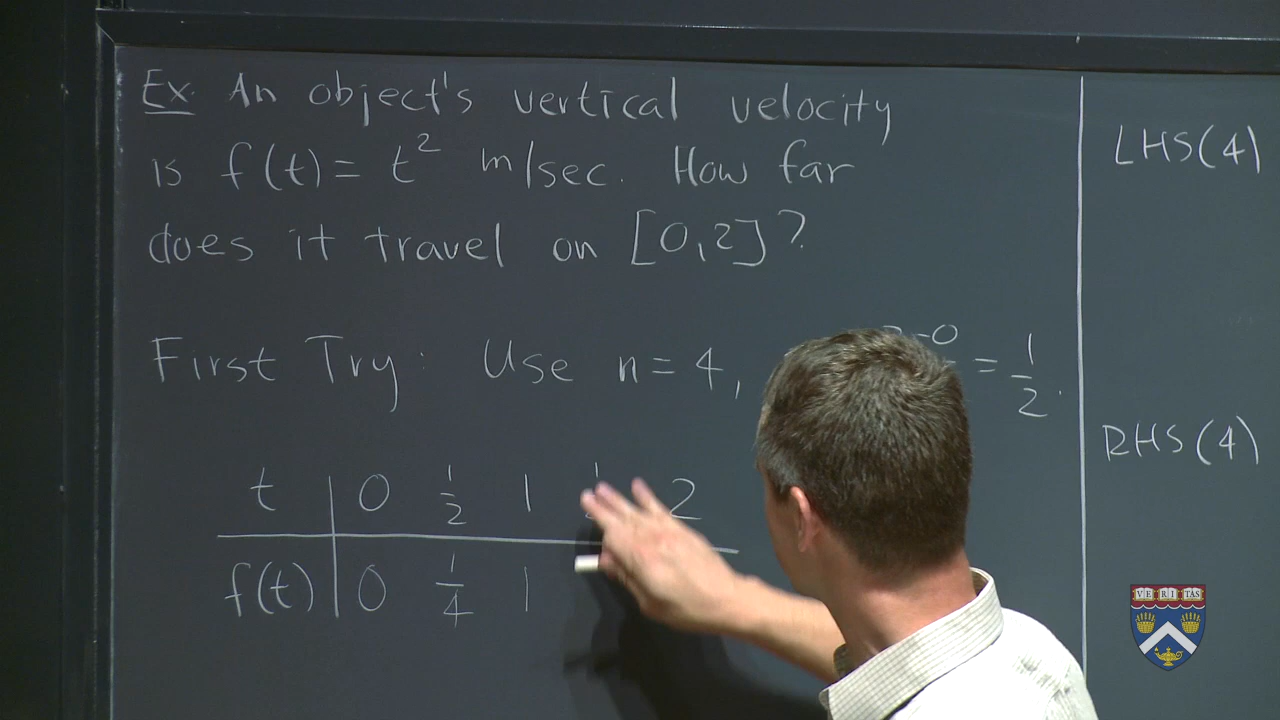 Ex An object's vertical velocity
is f(t) = t² m/sec. How far
does it travel on [0,2]?
First Try: Use n = 4, -0 = 1/2.
t 0 1/2 1 2
f(t) 0 1/4 1
LHS(4)
RHS(4)
VE RI TAS